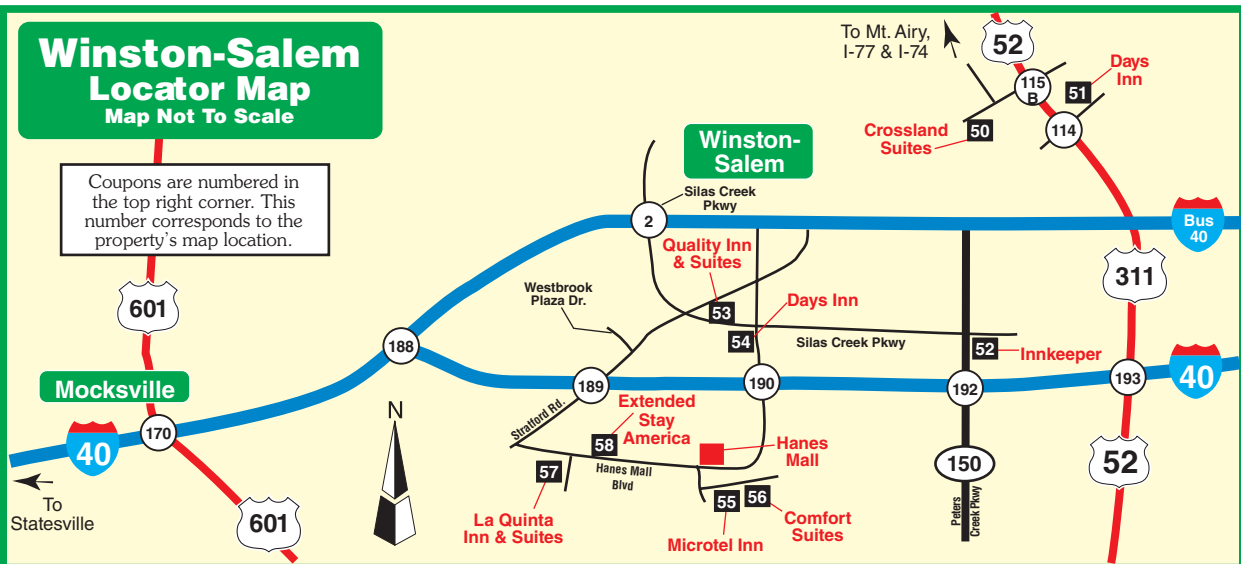 Winston-Salem
Locator Map
Map Not To Scale
Coupons are numbered in
the top right corner. This
number corresponds to the
property's map location.
601
Mocksville
40
170
To
Statesville
601
188
N
To Mt. Airy,
I-77 & I-74
52
115
B
51
Days
Inn
114
50
Crossland
Suites
Winston-
Salem
Silas Creek
Pkwy
2
Bus
40
311
Quality Inn
& Suites
53
Westbrook
Plaza Dr.
Days Inn
54
Silas Creek Pkwy
52
Innkeeper
189
190
192
193
40
Stratford Rd.
Extended
Stay
America
58
Hanes
Mall
Hanes Mall
Blvd
57
La Quinta
Inn & Suites
55
56
Microtel Inn
Comfort
Suites
150
Peters
Creek Pkwy
52